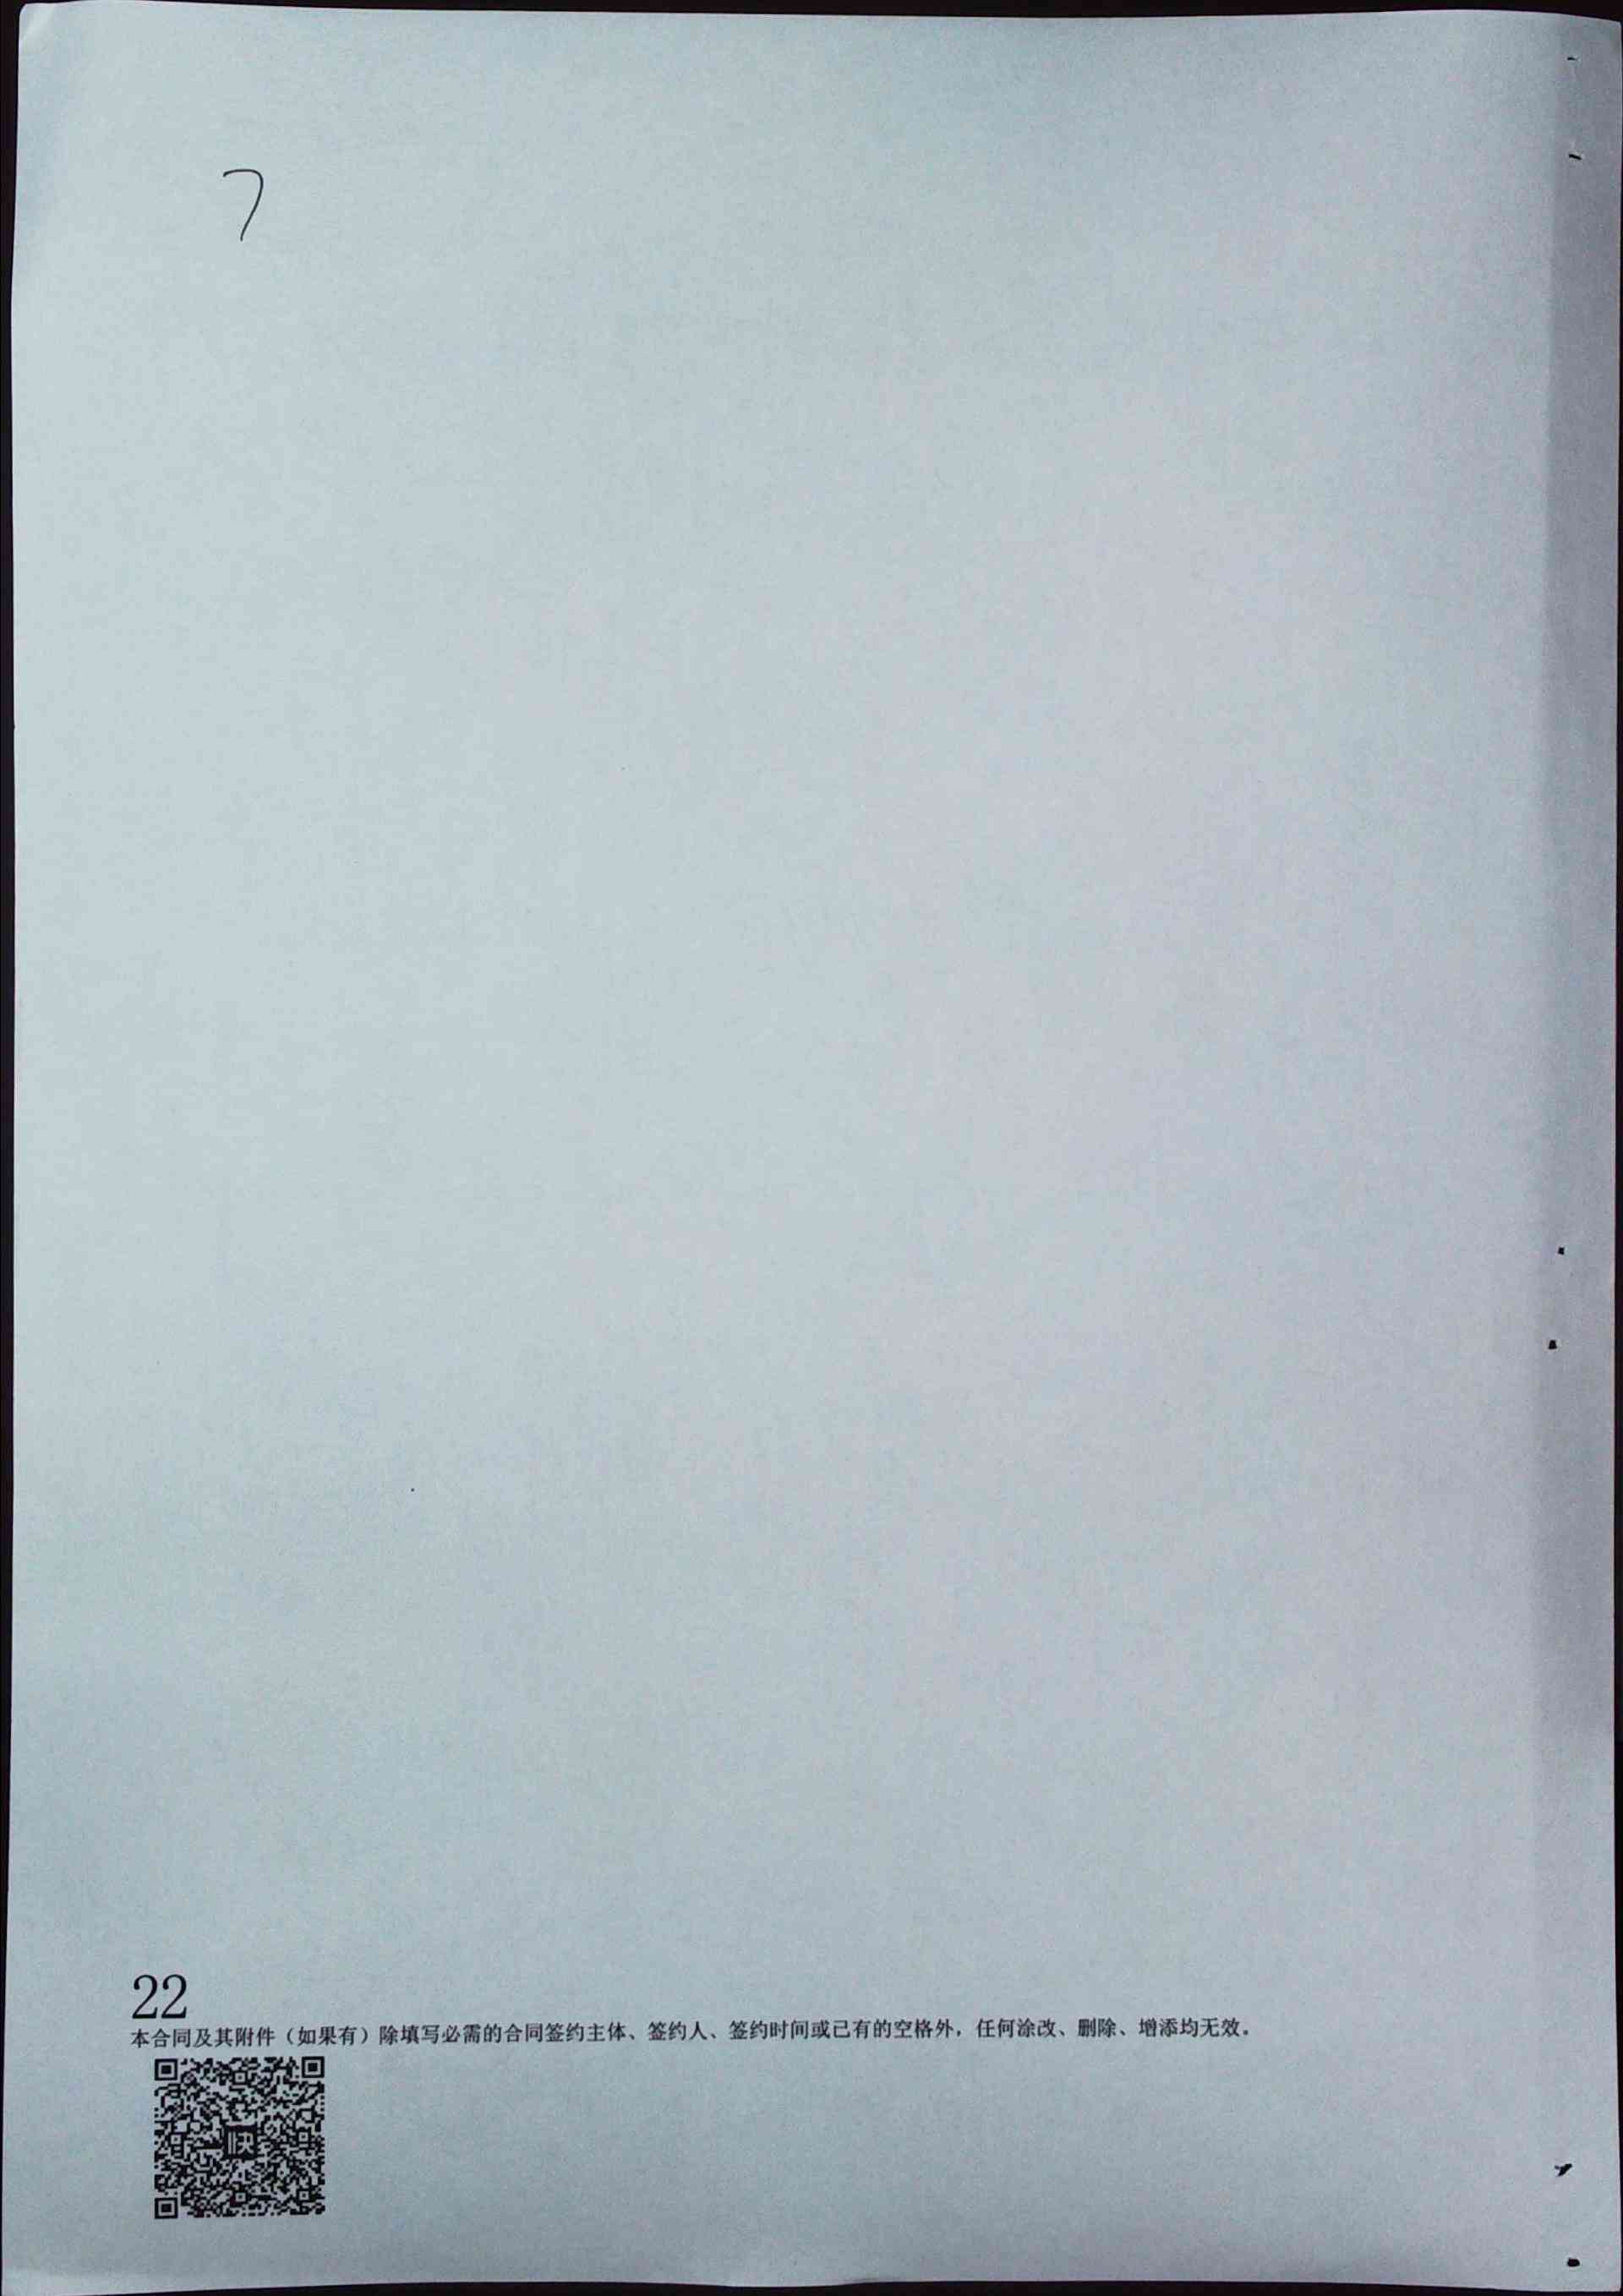 7
22
本合同及其附件（如果有）除填写必需的合同签约主体、签约人、签约时间或已有的空格外，任何涂改、删除、增添均无效。
快